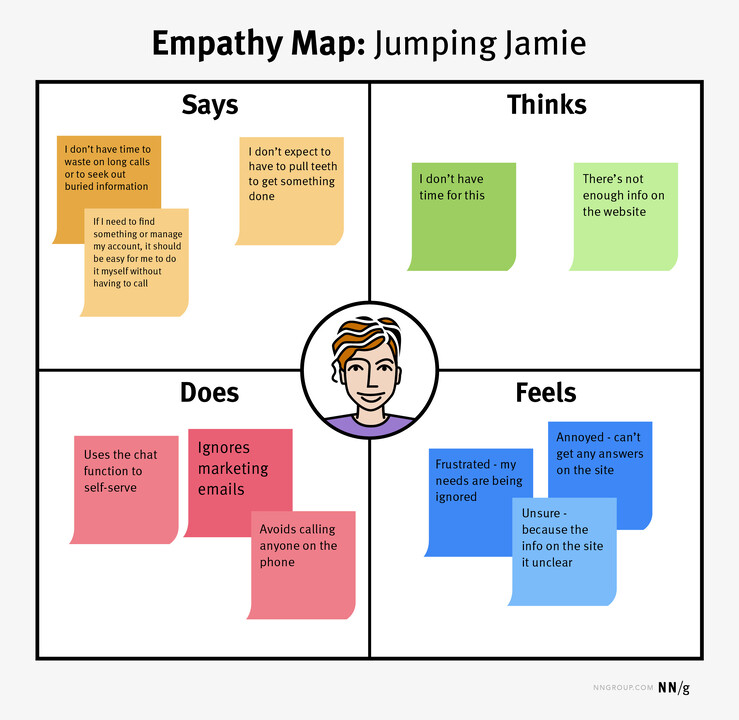 Empathy Map: Jumping Jamie
Says
I don't have time to
waste on long calls
or to seek out
buried information
If I need to find
something or manage
my account, it should
be easy for me to do
it myself without
having to call
I don't expect to
have to pull teeth
to get something
done
Thinks
I don't have
time for this
There's not
enough info on
the website
Does
Uses the chat
function to
self-serve
Ignores
marketing
emails
Avoids calling
anyone on the
phone
Feels
Frustrated - my
needs are being
ignored
Annoyed - can't
get any answers
on the site
Unsure -
because the
info on the site
it unclear
NNGROUP.COM NN/g